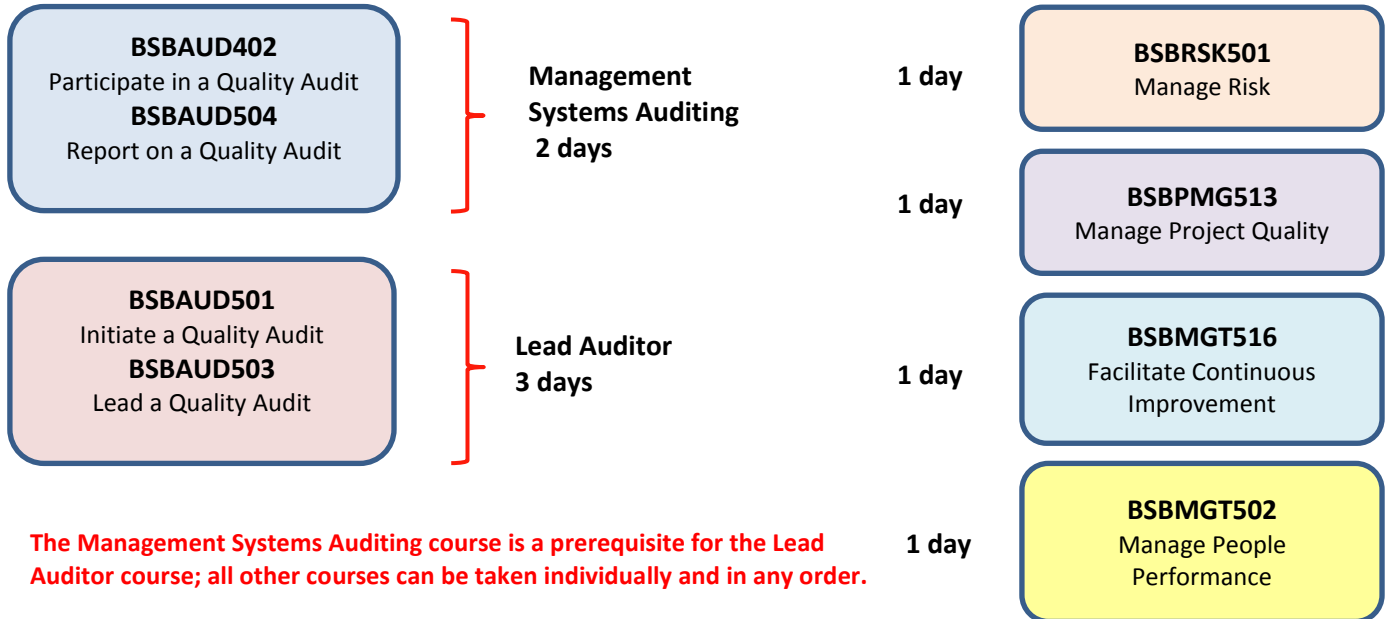 BSBAUD402
Participate in a Quality Audit
BSBAUD504
Report on a Quality Audit
Management
Systems Auditing
2 days
BSBAUD501
Initiate a Quality Audit
BSBAUD503
Lead a Quality Audit
Lead Auditor
3 days
1 day
BSBRSK501
Manage Risk
1 day
BSBPMG513
Manage Project Quality
1 day
BSBMGT516
Facilitate Continuous
Improvement
1 day
BSBMGT502
Manage People
Performance
The Management Systems Auditing course is a prerequisite for the Lead
Auditor course; all other courses can be taken individually and in any order.